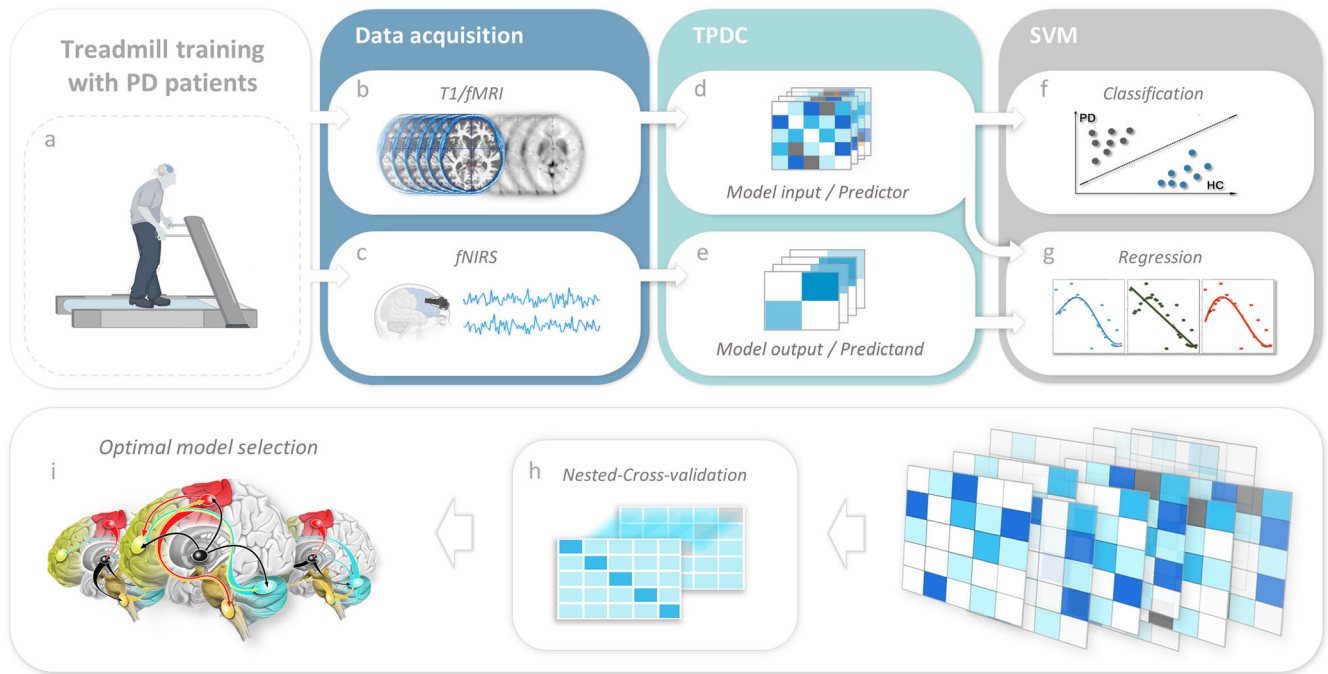 Treadmill training
with PD patients
a
Data acquisition
b
T1/fMRI
c
fNIRS
TPDC
d
Model input / Predictor
e
Model output / Predictand
SVM
f
Classification
PD
HC
g
Regression
i
Optimal model selection
h
Nested-Cross-validation